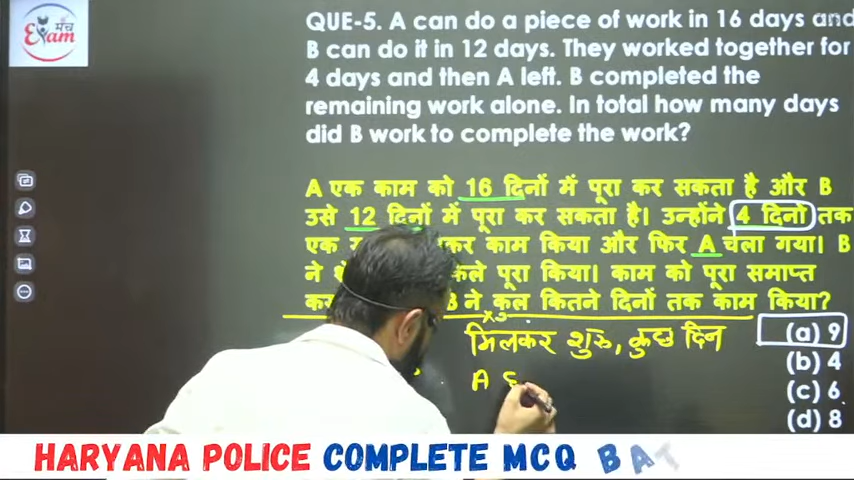 मंच
Exam
QUE-5. A can do a piece of work in 16 days and
B can do it in 12 days. They worked together for
4 days and then A left. B completed the
remaining work alone. In total how many days
did B work to complete the work?
A एक काम को 16 दिनों में पूरा कर सकता है और B
उसे 12 दिनों में पूरा कर सकता है। उन्होंने 4 दिनों तक
एक कर काम किया और फिर A चला गया। B
ने पूरा किया। काम को पूरा समाप्त
B ने कुल कितने दिनों तक काम किया?
मिलकर शुरू, कुछ दिन
A
(a) 9
(b) 4
(c) 6
(d) 8
HARYANA POLICE COMPLETE MCQ BAT